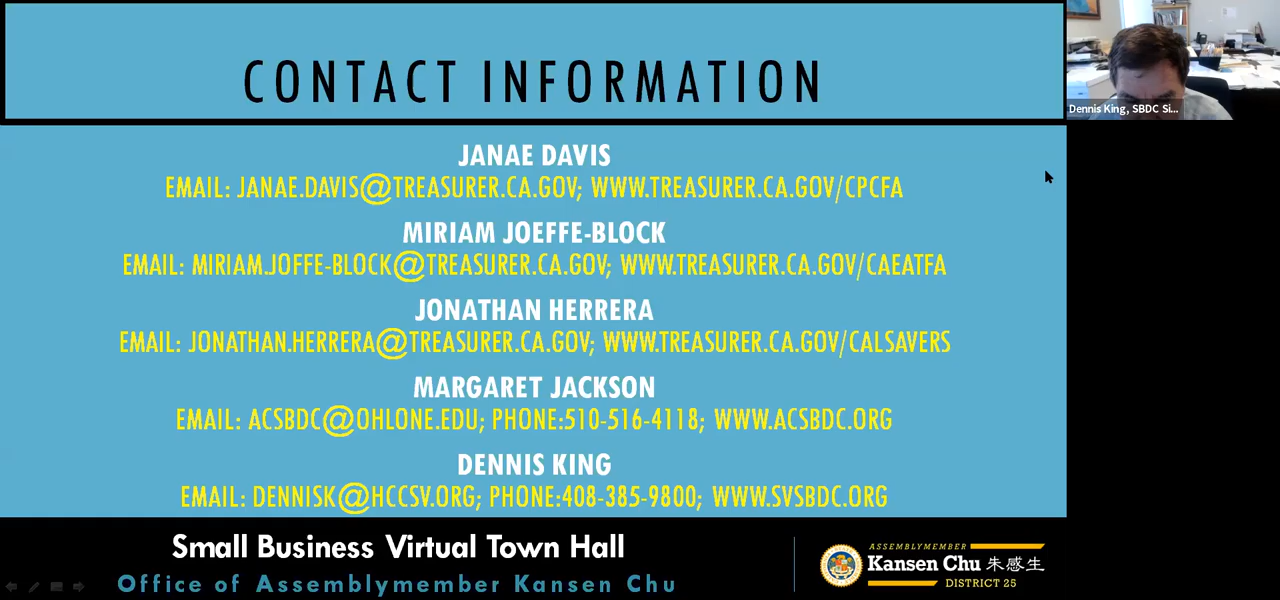 CONTACT INFORMATION
Dennis King, SBDC Si...
JANAE DAVIS
EMAIL: JANAE.DAVIS@TREASURER.CA.GOV; WWW.TREASURER.CA.GOV/CPCFA
MIRIAM JOEFFE-BLOCK
EMAIL: MIRIAM.JOFFE-BLOCK@TREASURER.CA.GOV; WWW.TREASURER.CA.GOV/CAEATFA
JONATHAN HERRERA
EMAIL: JONATHAN.HERRERA@TREASURER.CA.GOV; WWW.TREASURER.CA.GOV/CALSAVERS
MARGARET JACKSON
EMAIL: ACSBDC@OHLONE.EDU; PHONE:510-516-4118; WWW.ACSBDC.ORG
DENNIS KING
EMAIL: DENNISK@HCCSV.ORG; PHONE:408-385-9800; WWW.SVSBDC.ORG
Small Business Virtual Town Hall
Office of Assemblymember Kansen Chu
ASSEMBLYMEMBER
Kansen Chu 朱感生
DISTRICT 25